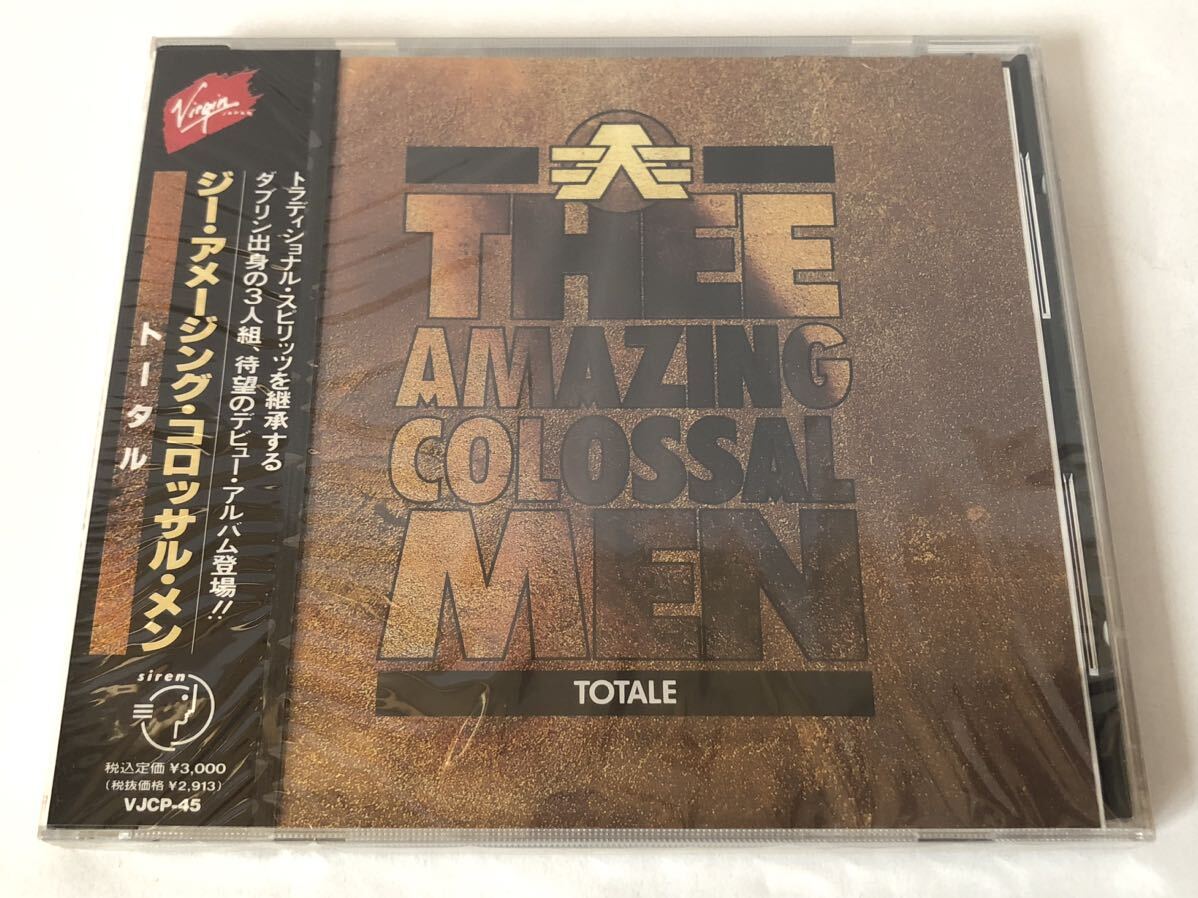 Virgin
JAPAN
トラディショナル・スピリッツを継承する
ダブリン出身の3人組、待望のデビュー・アルバム登場!!
ジー・アメージング・コロッサル・メン
トータル
siren
税込定価 ¥3,000
(税抜価格 ¥2,913)
VJCP-45
THEE
AMAZING
COLOSSAL
MEN
TOTALE